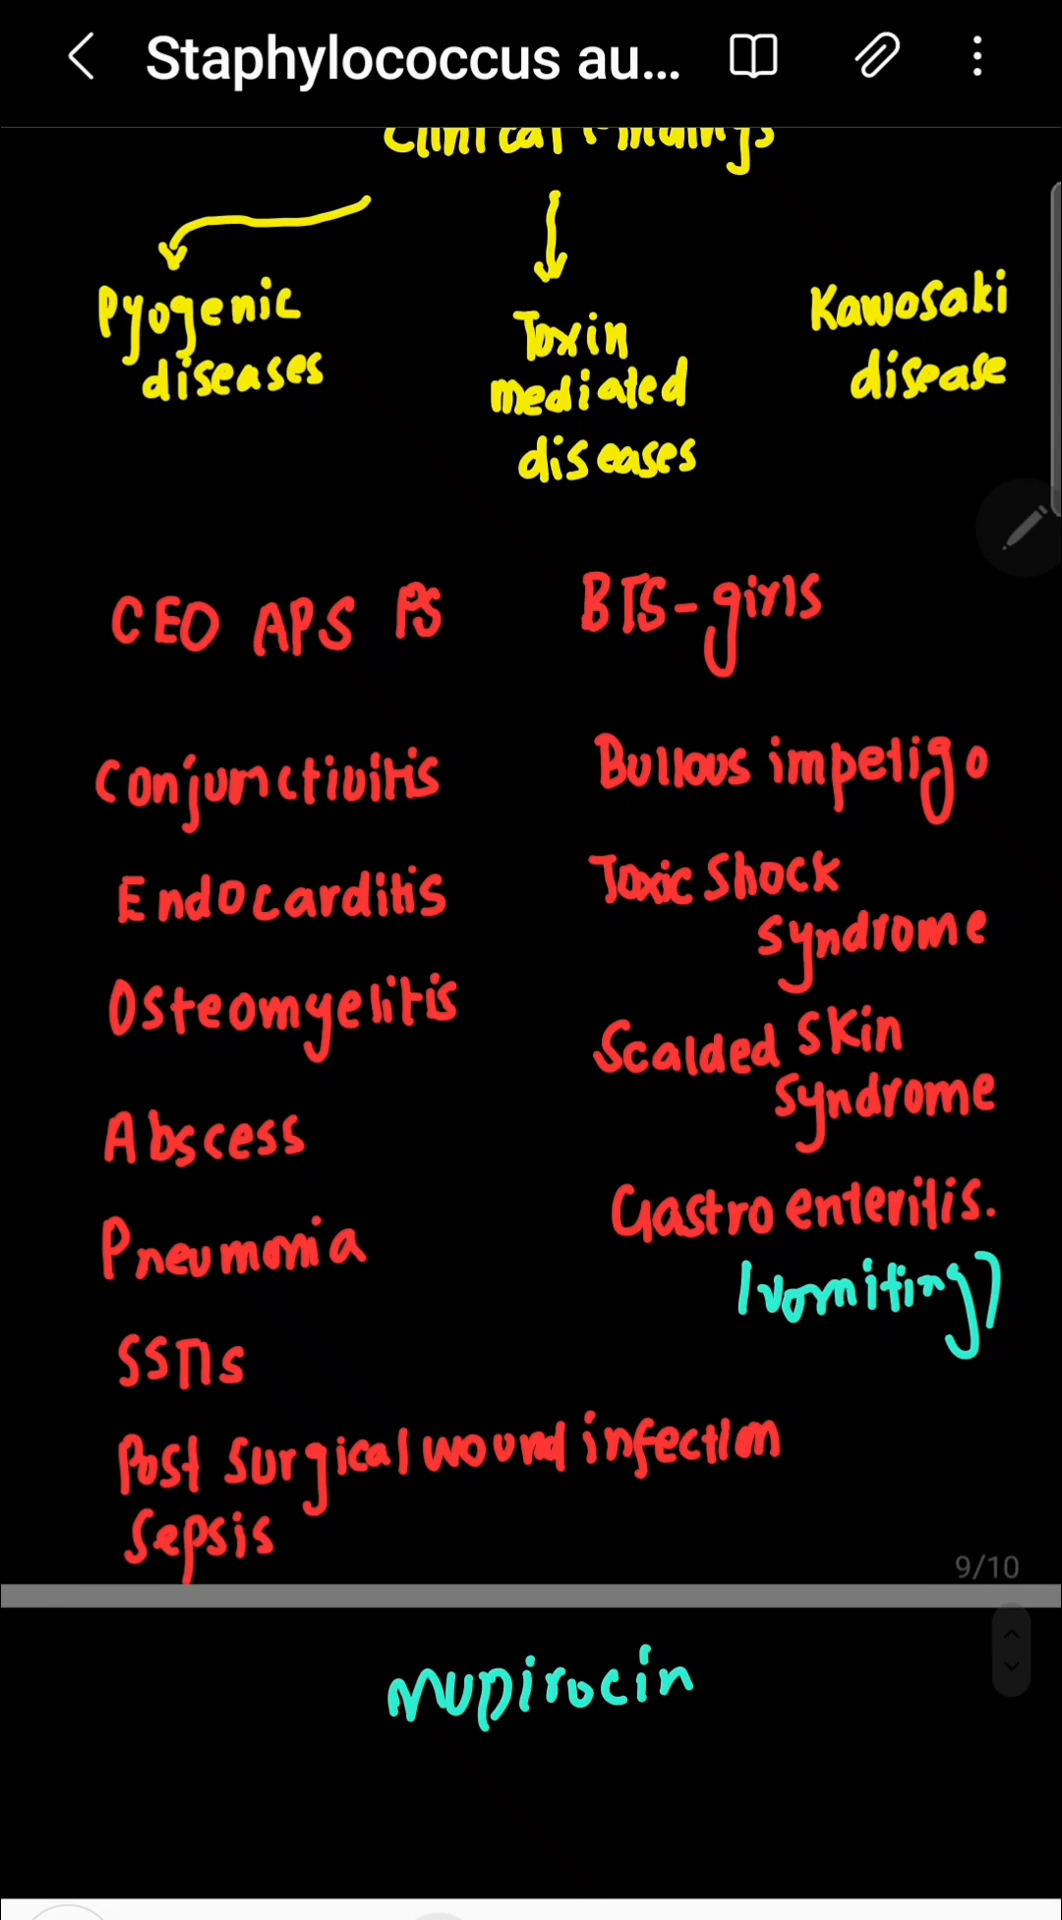 Staphylococcus au...
Clinical Findings
Pyogenic
diseases
Toxin
mediated
diseases
Kawosaki
disease
CEO APS PS
BTS-girls
Conjunctivitis
Endocarditis
Osteomyelitis
Abscess
Pneumonia
SSTIs
Post surgical wound infection
Sepsis
Bullous impetigo
Toxic Shock
Syndrome
Scalded Skin
Syndrome
Gastro enteritis.
(vomiting)
9/10
Mupirocin